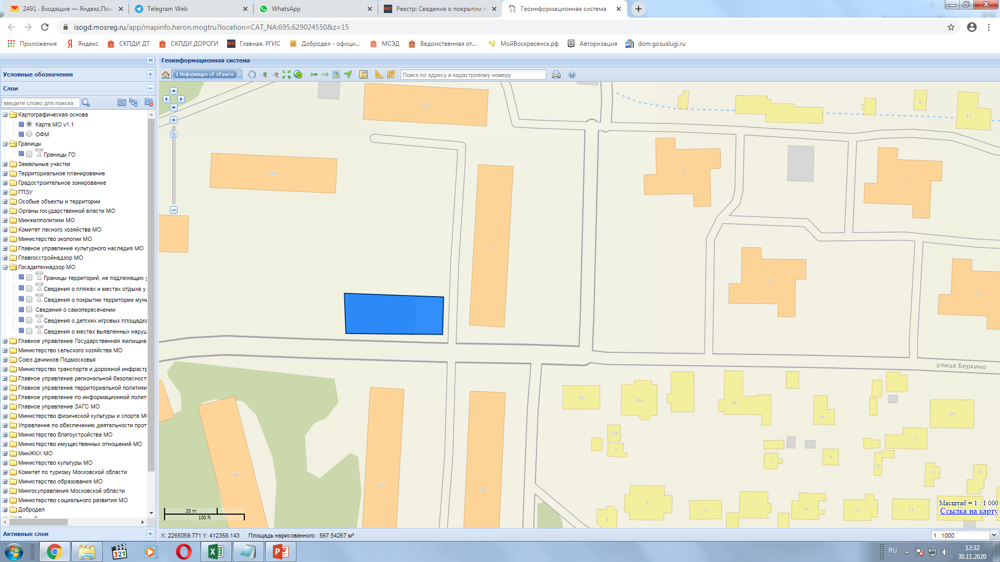 2491 · Входящие — Яндекс.Поч
Telegram Web
WhatsApp
Реестр: Сведения о покрытии т
Геоинформационная система
isogd.mosreg.ru/app/mapinfo.heron.mogtru?location=CAT_NA:695,629024550&z=15
Приложения
Яндекс
СКПДИ ДТ
СКПДИ ДОРОГИ
Главная. РГИС
Добродел - офици...
МСЭД
Ведомственная от...
МойВоскресенск.рф
Авторизация
dom.gosuslugi.ru
Геоинформационная система
Условные обозначения
Слои
введите слово для поиска
Информация об объекте
Поиск по адресу и кадастровому номеру
Картографическая основа
Карта МО v1.1
ОФМ
Границы
Границы ГО
Земельные участки
Территориальное планирование
Градостроительное зонирование
ГПЗУ
Особые объекты и территории
Органы государственной власти МО
Минжилполитики МО
Комитет лесного хозяйства МО
Министерство экологии МО
Главное управление культурного наследия МО
Главгосстройнадзор МО
Госадмтехнадзор МО
Границы территорий, не подлежащих у
Сведения о пляжах и местах отдыха у
Сведения о покрытии территории муни
Сведения о самопересечении
Сведения о детских игровых площадка
Сведения о местах выявленных наруш
Главное управление Государственная жилищна
Министерство сельского хозяйства МО
Союз дачников Подмосковья
Министерство транспорта и дорожной инфрастр
Главное управление региональной безопасност
Главное управление территориальной политики
Главное управление по информационной полит
Главное управление ЗАГС МО
Министерство физической культуры и спорта МО
Управление по обеспечению деятельности прот
Министерство благоустройства МО
Министерство имущественных отношений МО
МинЖКХ МО
Министерство культуры МО
Комитет по туризму Московской области
Министерство образования МО
Мингосуправления Московской области
Министерство социального развития МО
Добродел
Активные слои
1к2
1к2
6
12
1к3
6
7
1
4
8
улица Беркино
31
32А
32
30
29
32А
3
13
7
9
11
13
15
36
35
34
3
3
5
7
9
11
13
15
20 m
100 ft
Масштаб = 1 : 1 000
Ссылка на карту
X: 2268059.771 Y: 412358.143
Площадь нарисованного : 567.54267 м²
1 : 1000
321
RU
12:32
30.11.2020